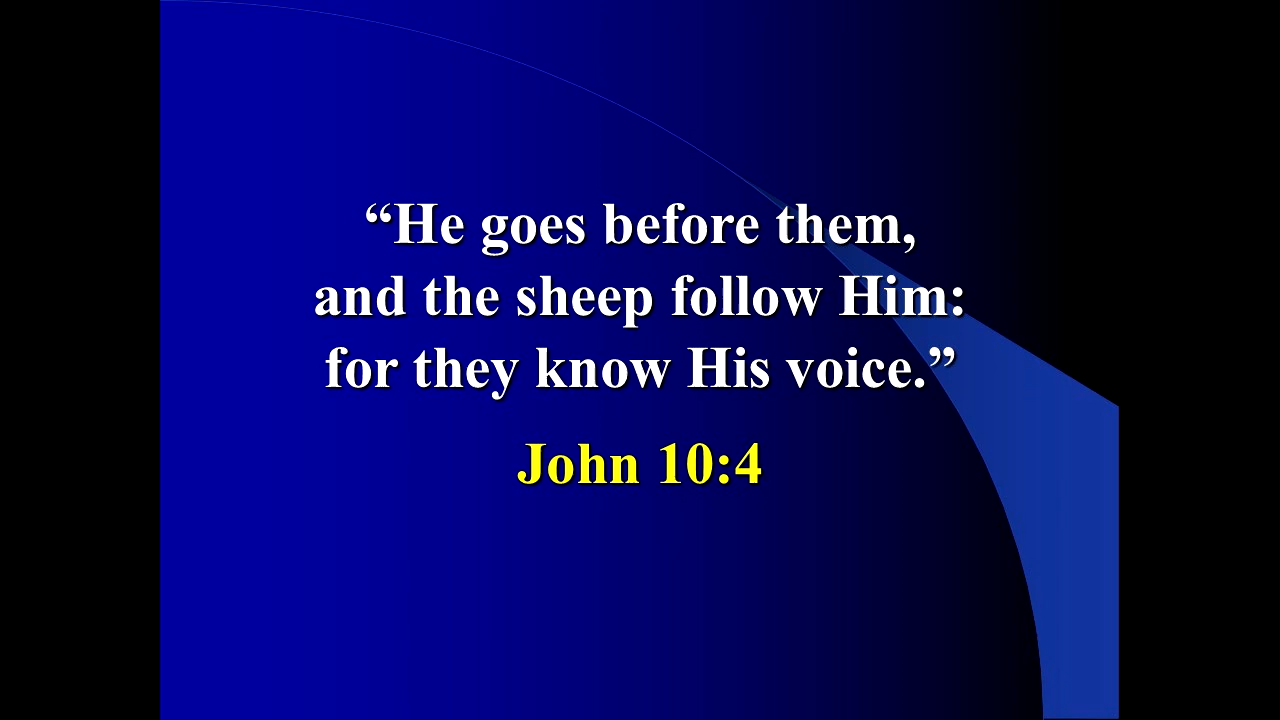 “He goes before them,
and the sheep follow Him:
for they know His voice.”
John 10:4